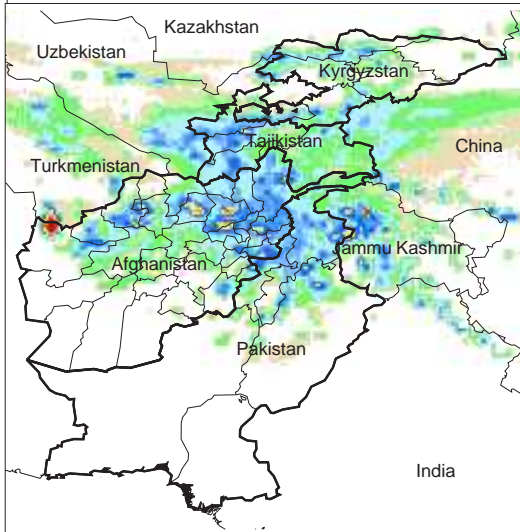 Kazakhstan
Uzbekistan
Kyrgyzstan
Tajikistan
China
Turkmenistan
Jammu Kashmir
Afghanistan
Pakistan
India